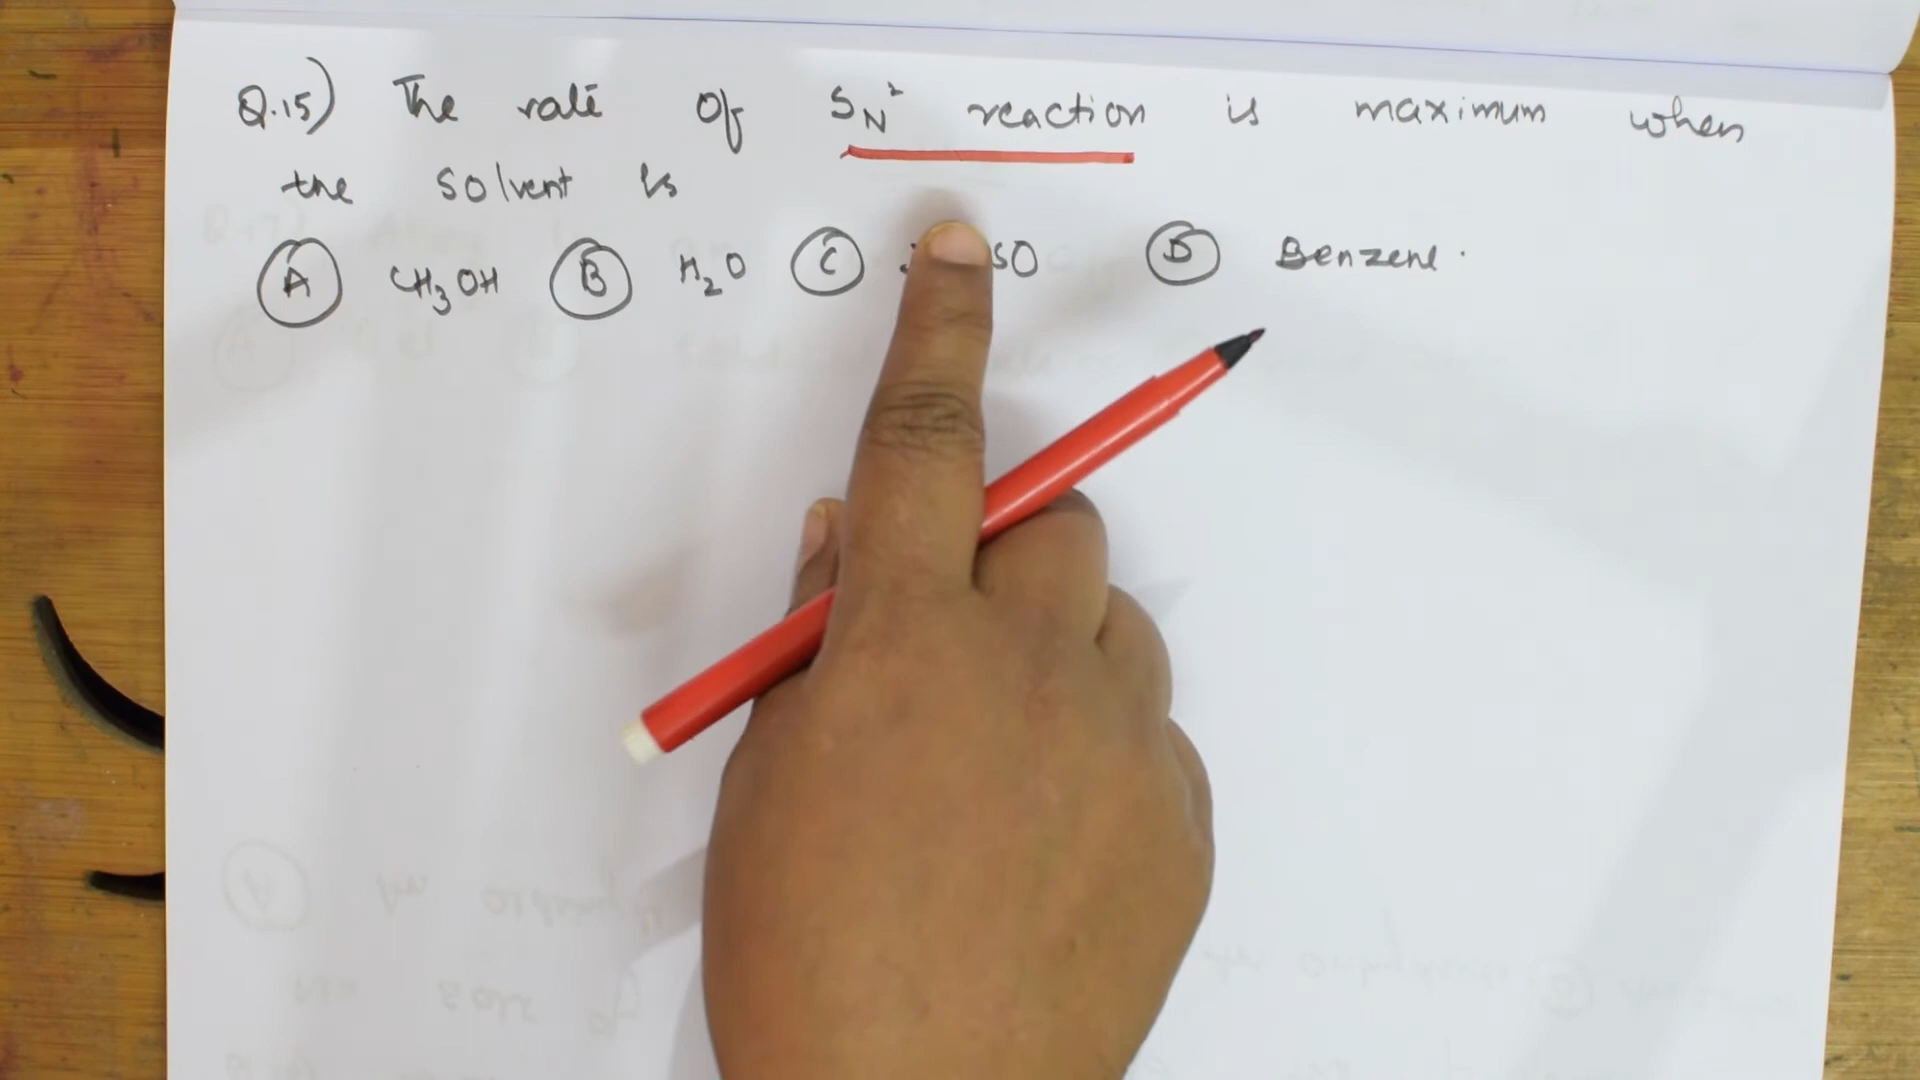 Q.15) The rate of SN² reaction is maximum when
the solvent is
(A) CH₃OH (B) H₂O (C) SO (D) Benzene.